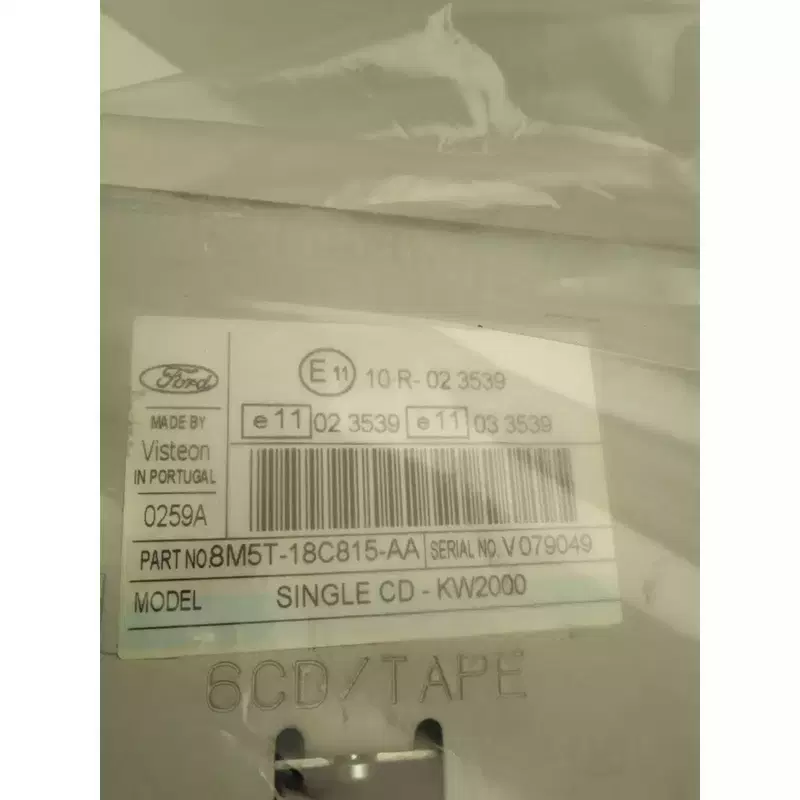 Ford
MADE BY
Visteon
IN PORTUGAL
0259A
E 11 10 R- 02 3539
e 11 02 3539 e 11 03 3539
PART NO. 8M5T-18C815-AA SERIAL NO. V079049
MODEL SINGLE CD - KW2000
6CD/TAPE